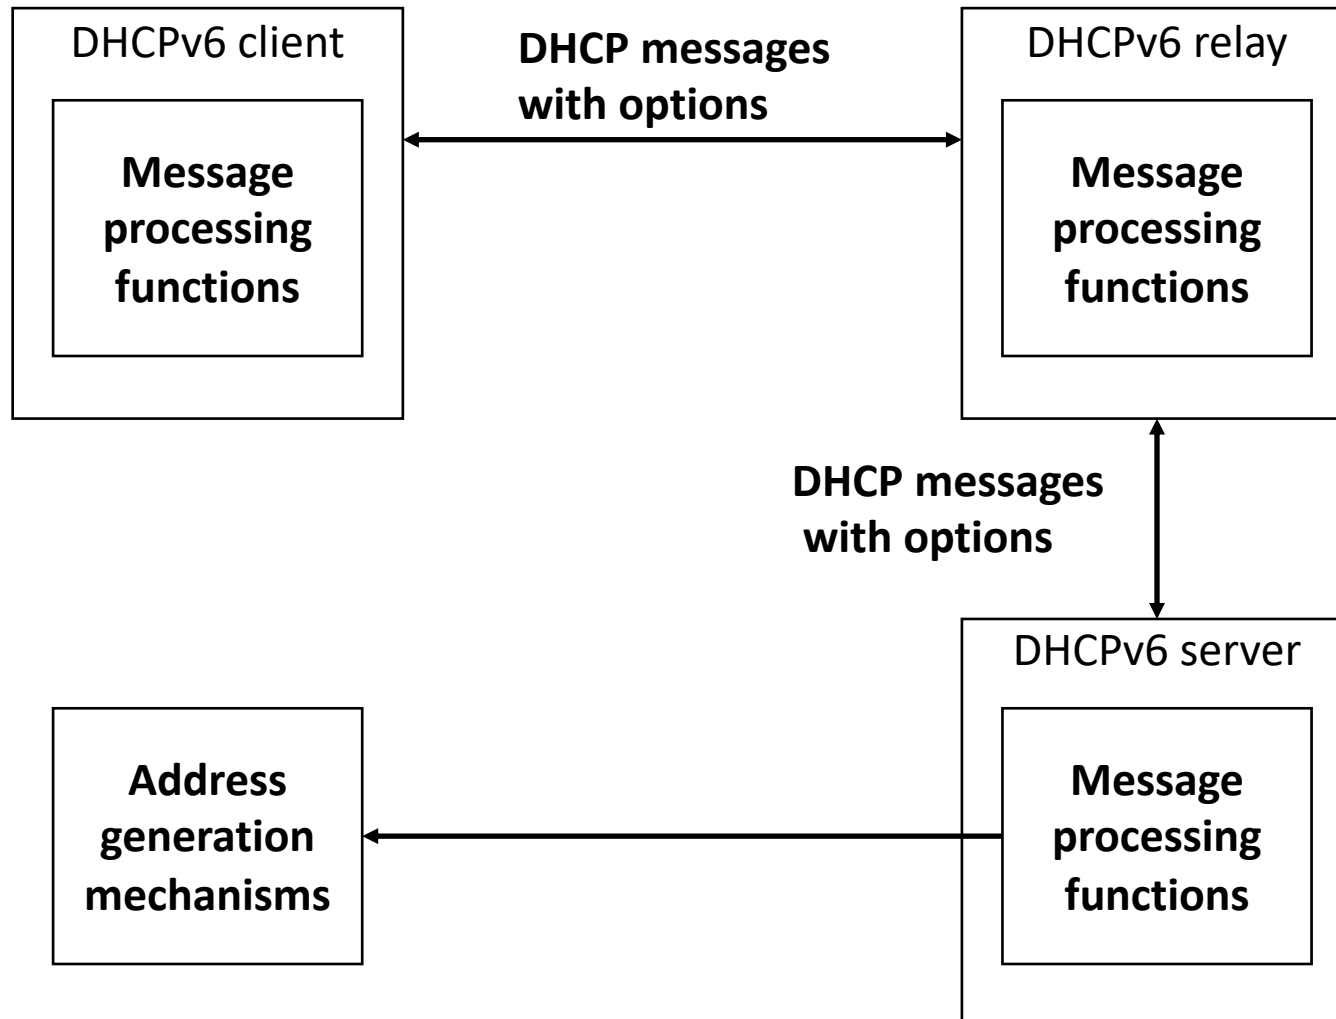 DHCPv6 client
Message
processing
functions
DHCP messages
with options
DHCPv6 relay
Message
processing
functions
DHCP messages
with options
DHCPv6 server
Message
processing
functions
Address
generation
mechanisms